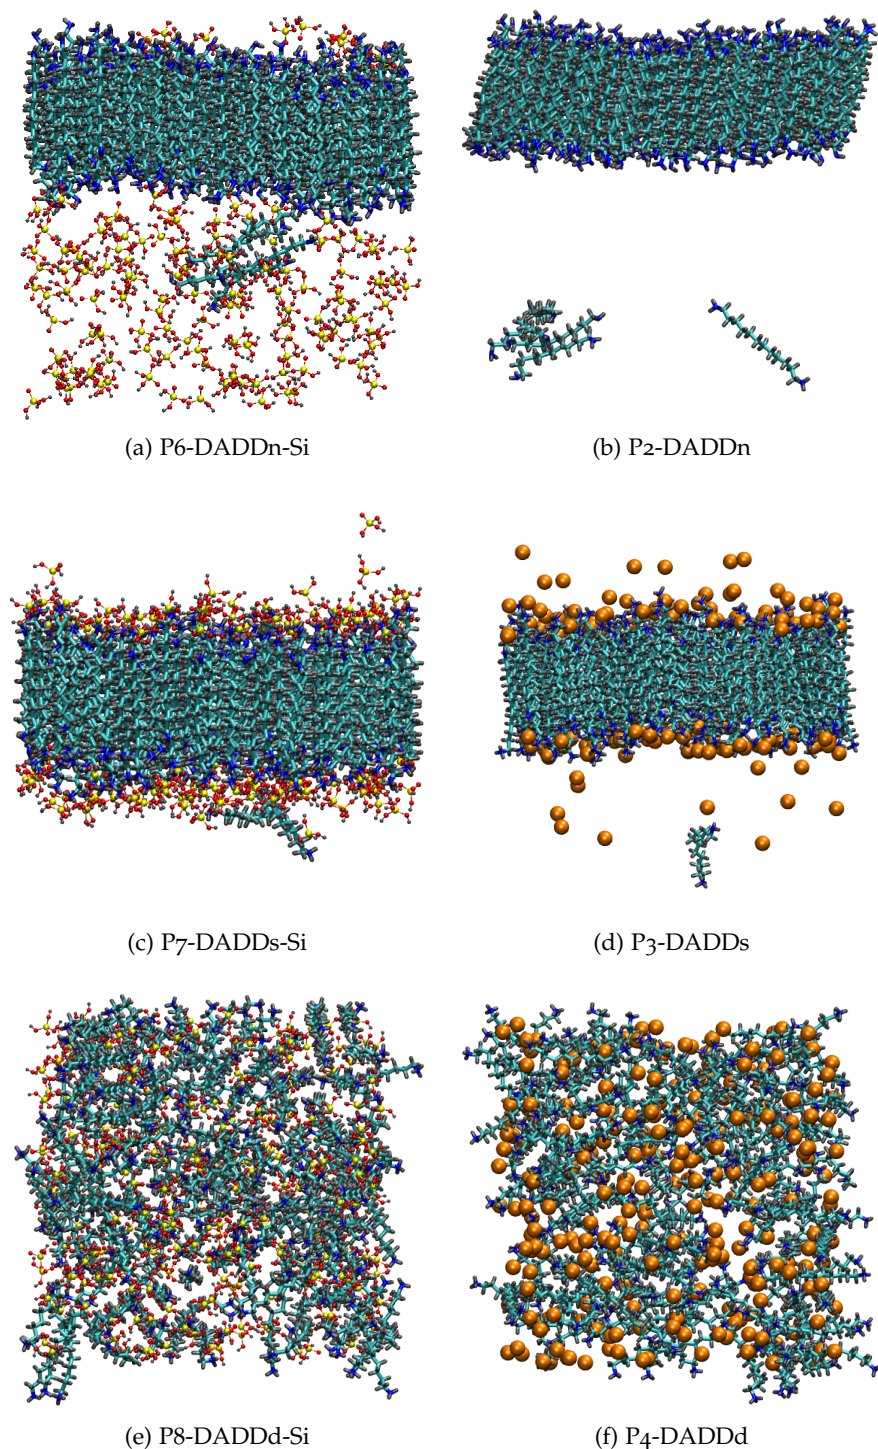 (a) P6-DADDn-Si
(b) P2-DADDn
(c) P7-DADDs-Si
(d) P3-DADDs
(e) P8-DADDd-Si
(f) P4-DADDd